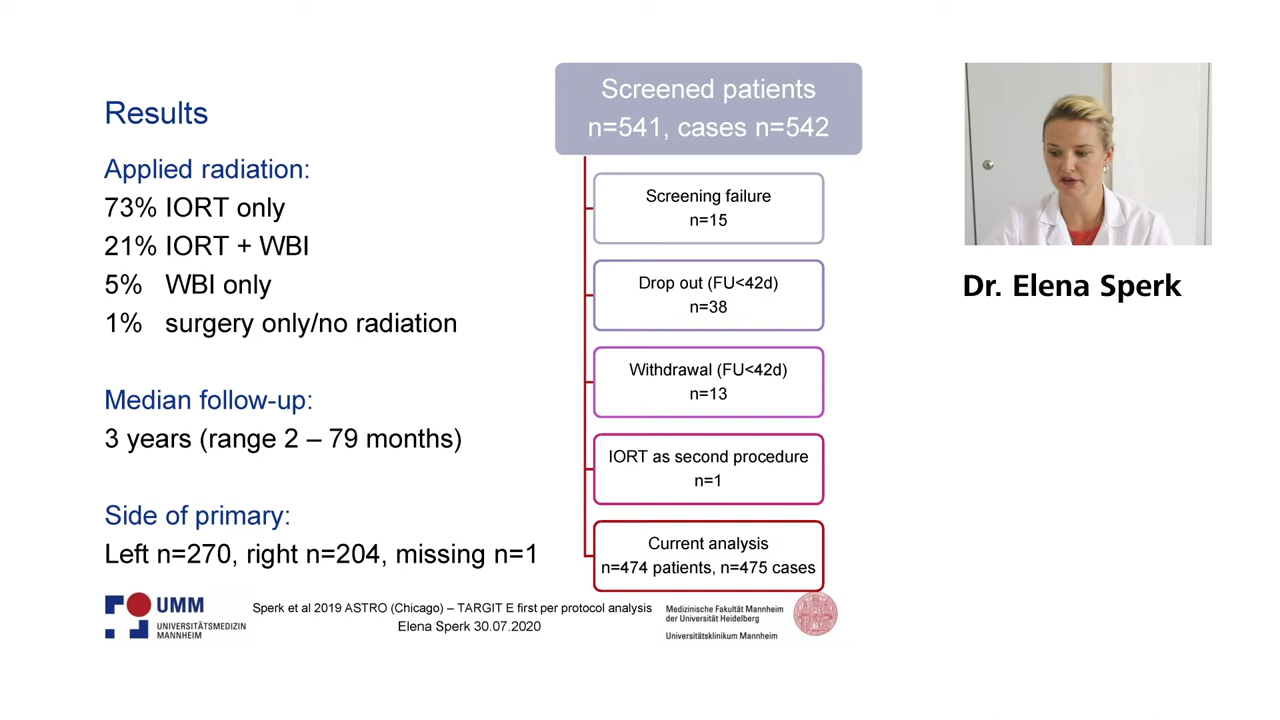 Results
Applied radiation:
73% IORT only
21% IORT + WBI
5% WBI only
1% surgery only/no radiation
Median follow-up:
3 years (range 2 – 79 months)
Side of primary:
Left n=270, right n=204, missing n=1
Screened patients
n=541, cases n=542
Screening failure
n=15
Drop out (FU<42d)
n=38
Withdrawal (FU<42d)
n=13
IORT as second procedure
n=1
Current analysis
n=474 patients, n=475 cases
Dr. Elena Sperk
UMM
UNIVERSITÄTSMEDIZIN
MANNHEIM
Sperk et al 2019 ASTRO (Chicago) – TARGIT E first per protocol analysis
Elena Sperk 30.07.2020
Medizinische Fakultät Mannheim
der Universität Heidelberg
Universitätsklinikum Mannheim